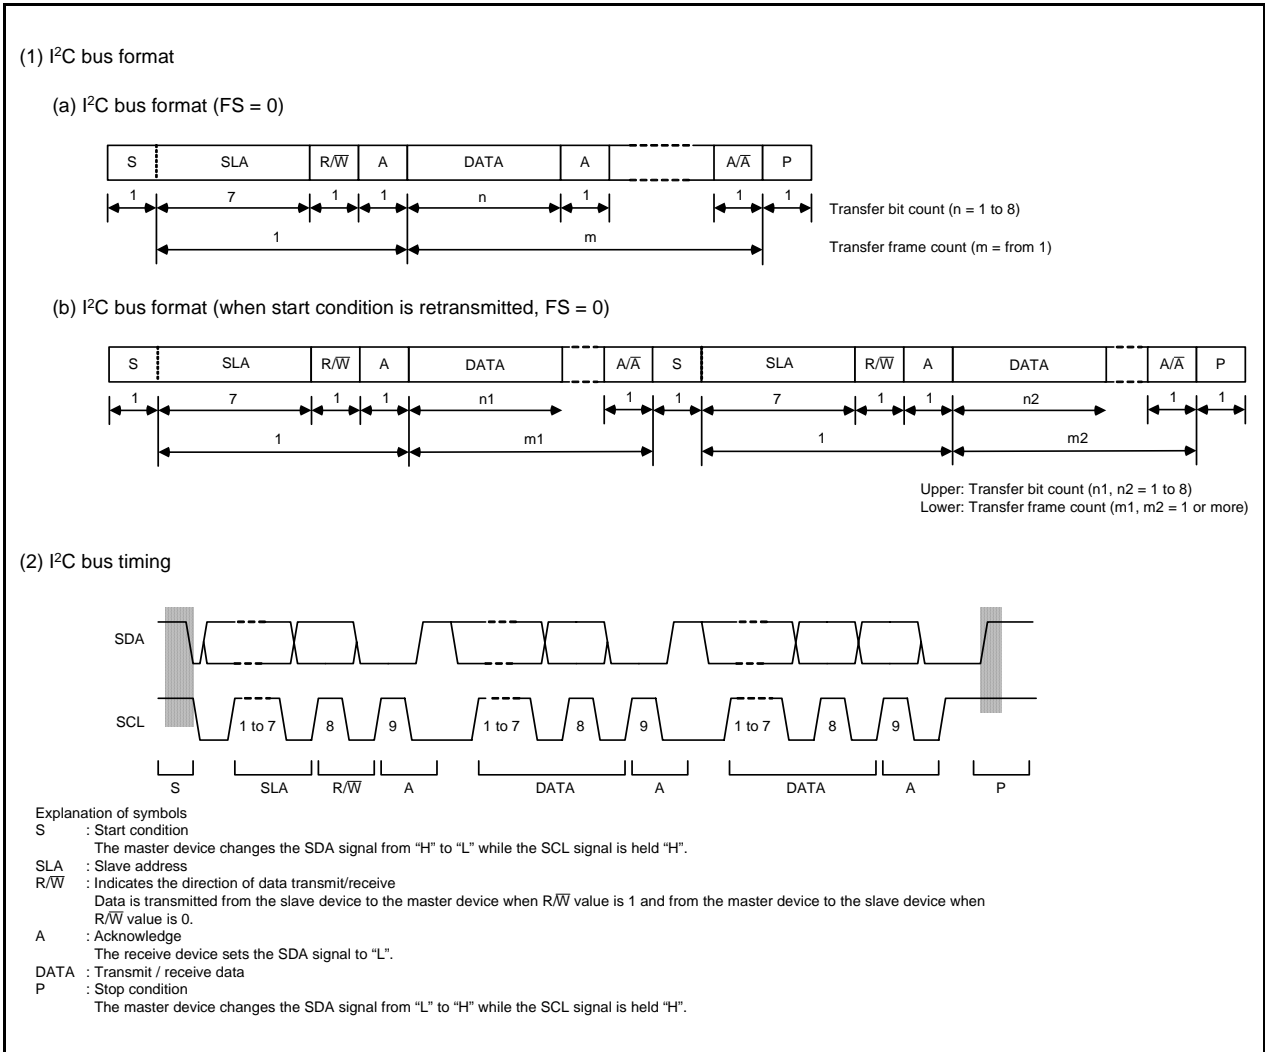 (1) I²C bus format
(a) I²C bus format (FS = 0)
S SLA R/W̅ A DATA A A/A̅ P
1 7 1 1 n 1 1 1
Transfer bit count (n = 1 to 8)
1 m
Transfer frame count (m = from 1)
(b) I²C bus format (when start condition is retransmitted, FS = 0)
S SLA R/W̅ A DATA A/A̅ S SLA R/W̅ A DATA A/A̅ P
1 7 1 1 n1 1 1 7 1 1 n2 1 1
1 m1 1 m2
Upper: Transfer bit count (n1, n2 = 1 to 8)
Lower: Transfer frame count (m1, m2 = 1 or more)
(2) I²C bus timing
SDA
SCL 1 to 7 8 9 1 to 7 8 9 1 to 7 8 9
S SLA R/W̅ A DATA A DATA A P
Explanation of symbols
S : Start condition
The master device changes the SDA signal from “H” to “L” while the SCL signal is held “H”.
SLA : Slave address
R/W̅ : Indicates the direction of data transmit/receive
Data is transmitted from the slave device to the master device when R/W̅ value is 1 and from the master device to the slave device when
R/W̅ value is 0.
A : Acknowledge
The receive device sets the SDA signal to “L”.
DATA : Transmit / receive data
P : Stop condition
The master device changes the SDA signal from “L” to “H” while the SCL signal is held “H”.